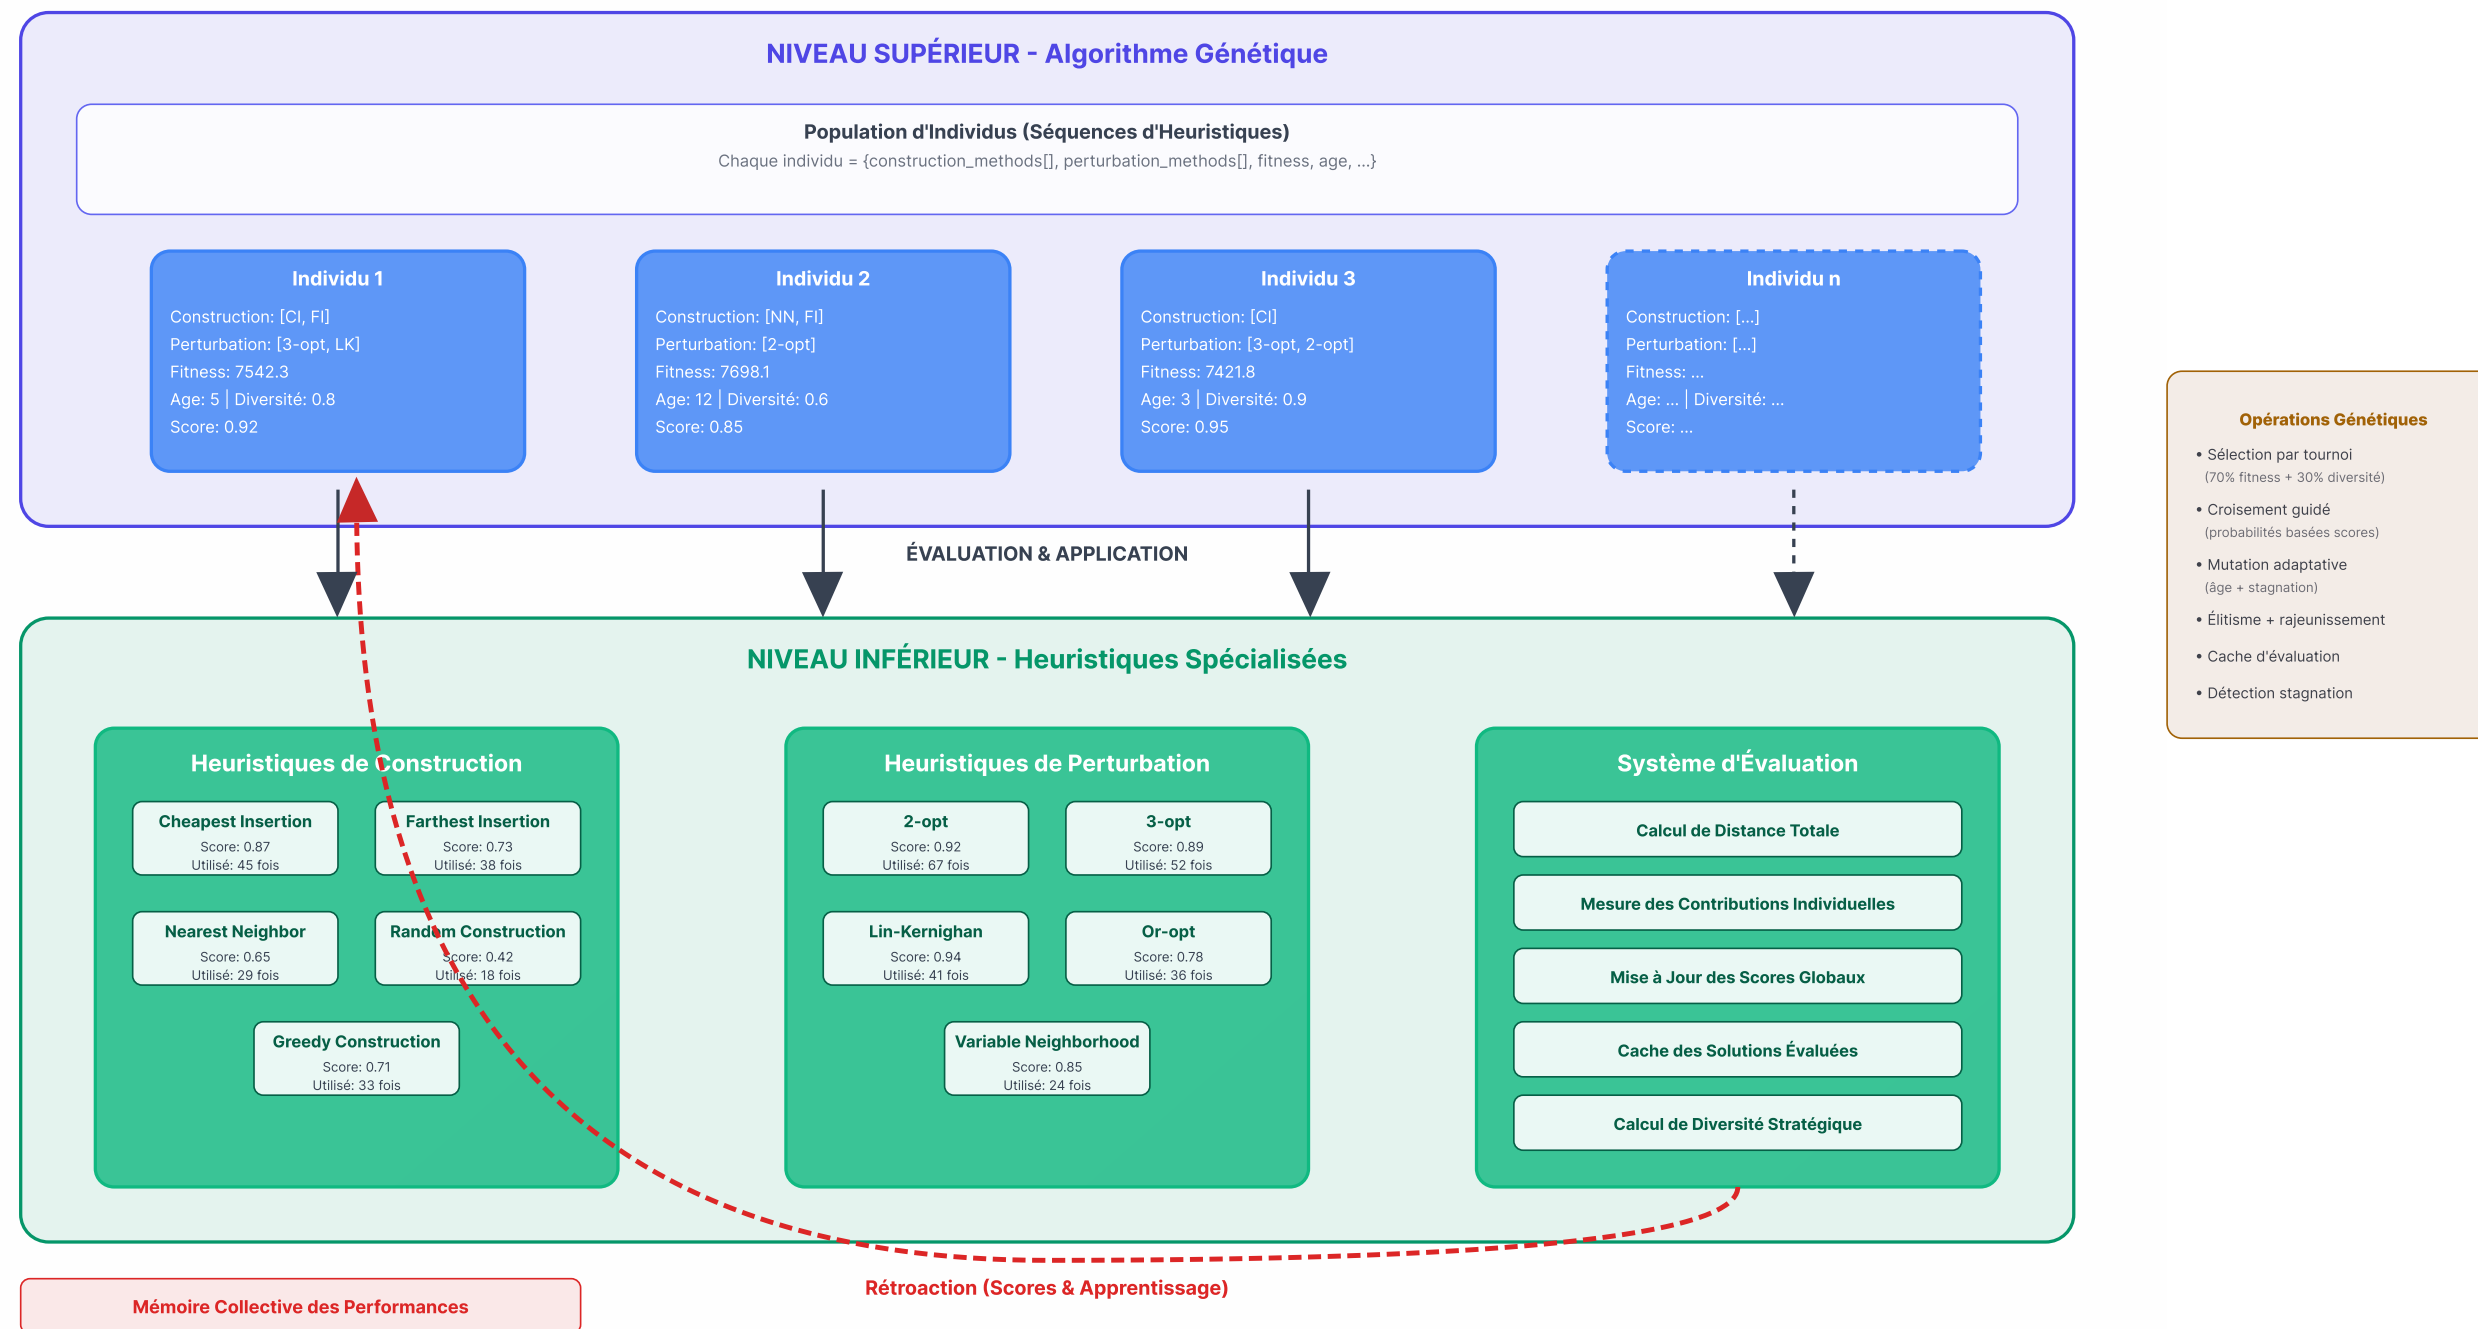 NIVEAU SUPÉRIEUR - Algorithme Génétique
Population d'Individus (Séquences d'Heuristiques)
Chaque individu = {construction_methods[], perturbation_methods[], fitness, age, ...}
Individu 1
Construction: [CI, FI]
Perturbation: [3-opt, LK]
Fitness: 7542.3
Age: 5 | Diversité: 0.8
Score: 0.92
Individu 2
Construction: [NN, FI]
Perturbation: [2-opt]
Fitness: 7698.1
Age: 12 | Diversité: 0.6
Score: 0.85
Individu 3
Construction: [CI]
Perturbation: [3-opt, 2-opt]
Fitness: 7421.8
Age: 3 | Diversité: 0.9
Score: 0.95
Individu n
Construction: [...]
Perturbation: [...]
Fitness: ...
Age: ... | Diversité: ...
Score: ...
Opérations Génétiques
• Sélection par tournoi
(70% fitness + 30% diversité)
• Croisement guidé
(probabilités basées scores)
• Mutation adaptative
(âge + stagnation)
• Élitisme + rajeunissement
• Cache d'évaluation
• Détection stagnation
ÉVALUATION & APPLICATION
NIVEAU INFÉRIEUR - Heuristiques Spécialisées
Heuristiques de Construction
Cheapest Insertion
Score: 0.87
Utilisé: 45 fois
Farthest Insertion
Score: 0.73
Utilisé: 38 fois
Nearest Neighbor
Score: 0.65
Utilisé: 29 fois
Random Construction
Score: 0.42
Utilisé: 18 fois
Greedy Construction
Score: 0.71
Utilisé: 33 fois
Heuristiques de Perturbation
2-opt
Score: 0.92
Utilisé: 67 fois
3-opt
Score: 0.89
Utilisé: 52 fois
Lin-Kernighan
Score: 0.94
Utilisé: 41 fois
Or-opt
Score: 0.78
Utilisé: 36 fois
Variable Neighborhood
Score: 0.85
Utilisé: 24 fois
Système d'Évaluation
Calcul de Distance Totale
Mesure des Contributions Individuelles
Mise à Jour des Scores Globaux
Cache des Solutions Évaluées
Calcul de Diversité Stratégique
Rétroaction (Scores & Apprentissage)
Mémoire Collective des Performances